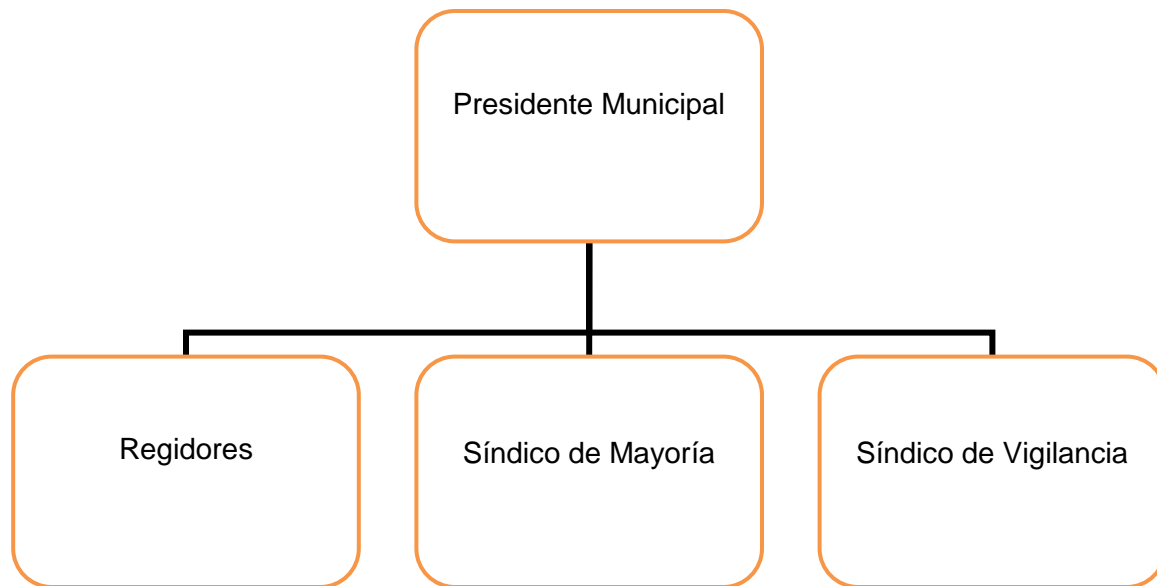 Presidente Municipal
Regidores
Síndico de Mayoría
Síndico de Vigilancia